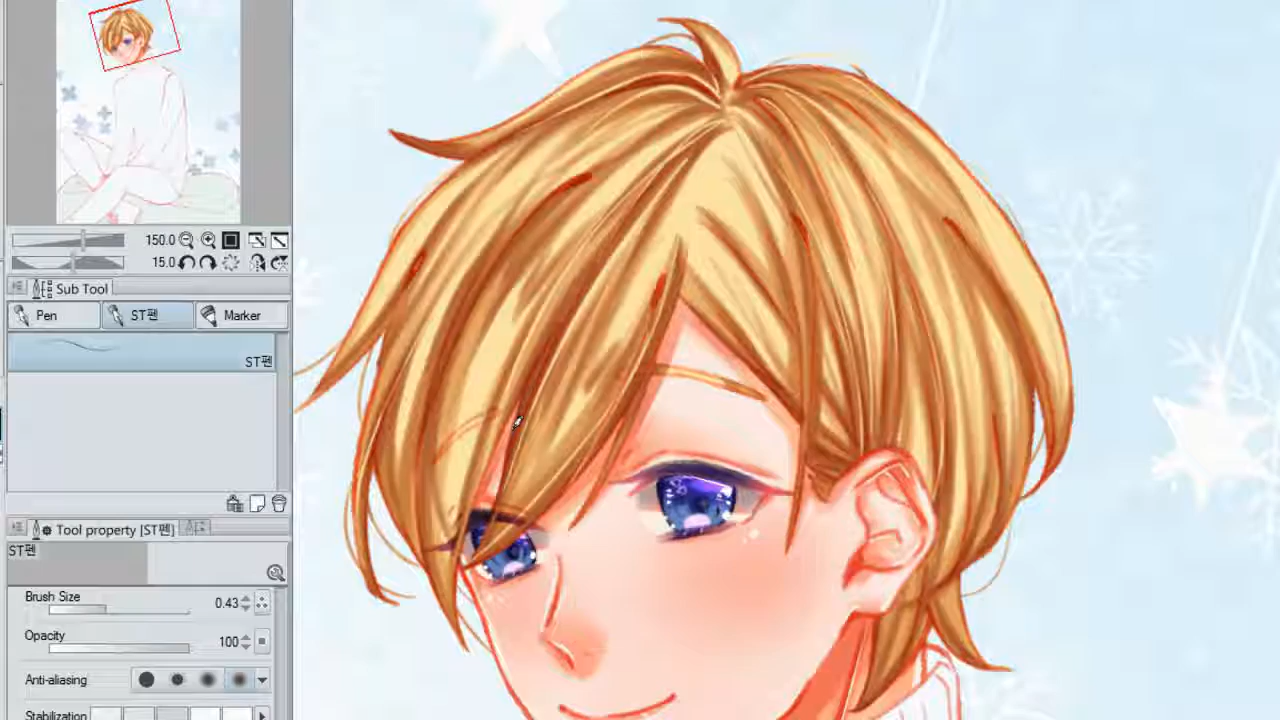 150.0
15.0
Sub Tool
Pen ST펜 Marker
ST펜
Tool property [ST펜]
ST펜
Brush Size 0.43
Opacity 100
Anti-aliasing
Stabilization